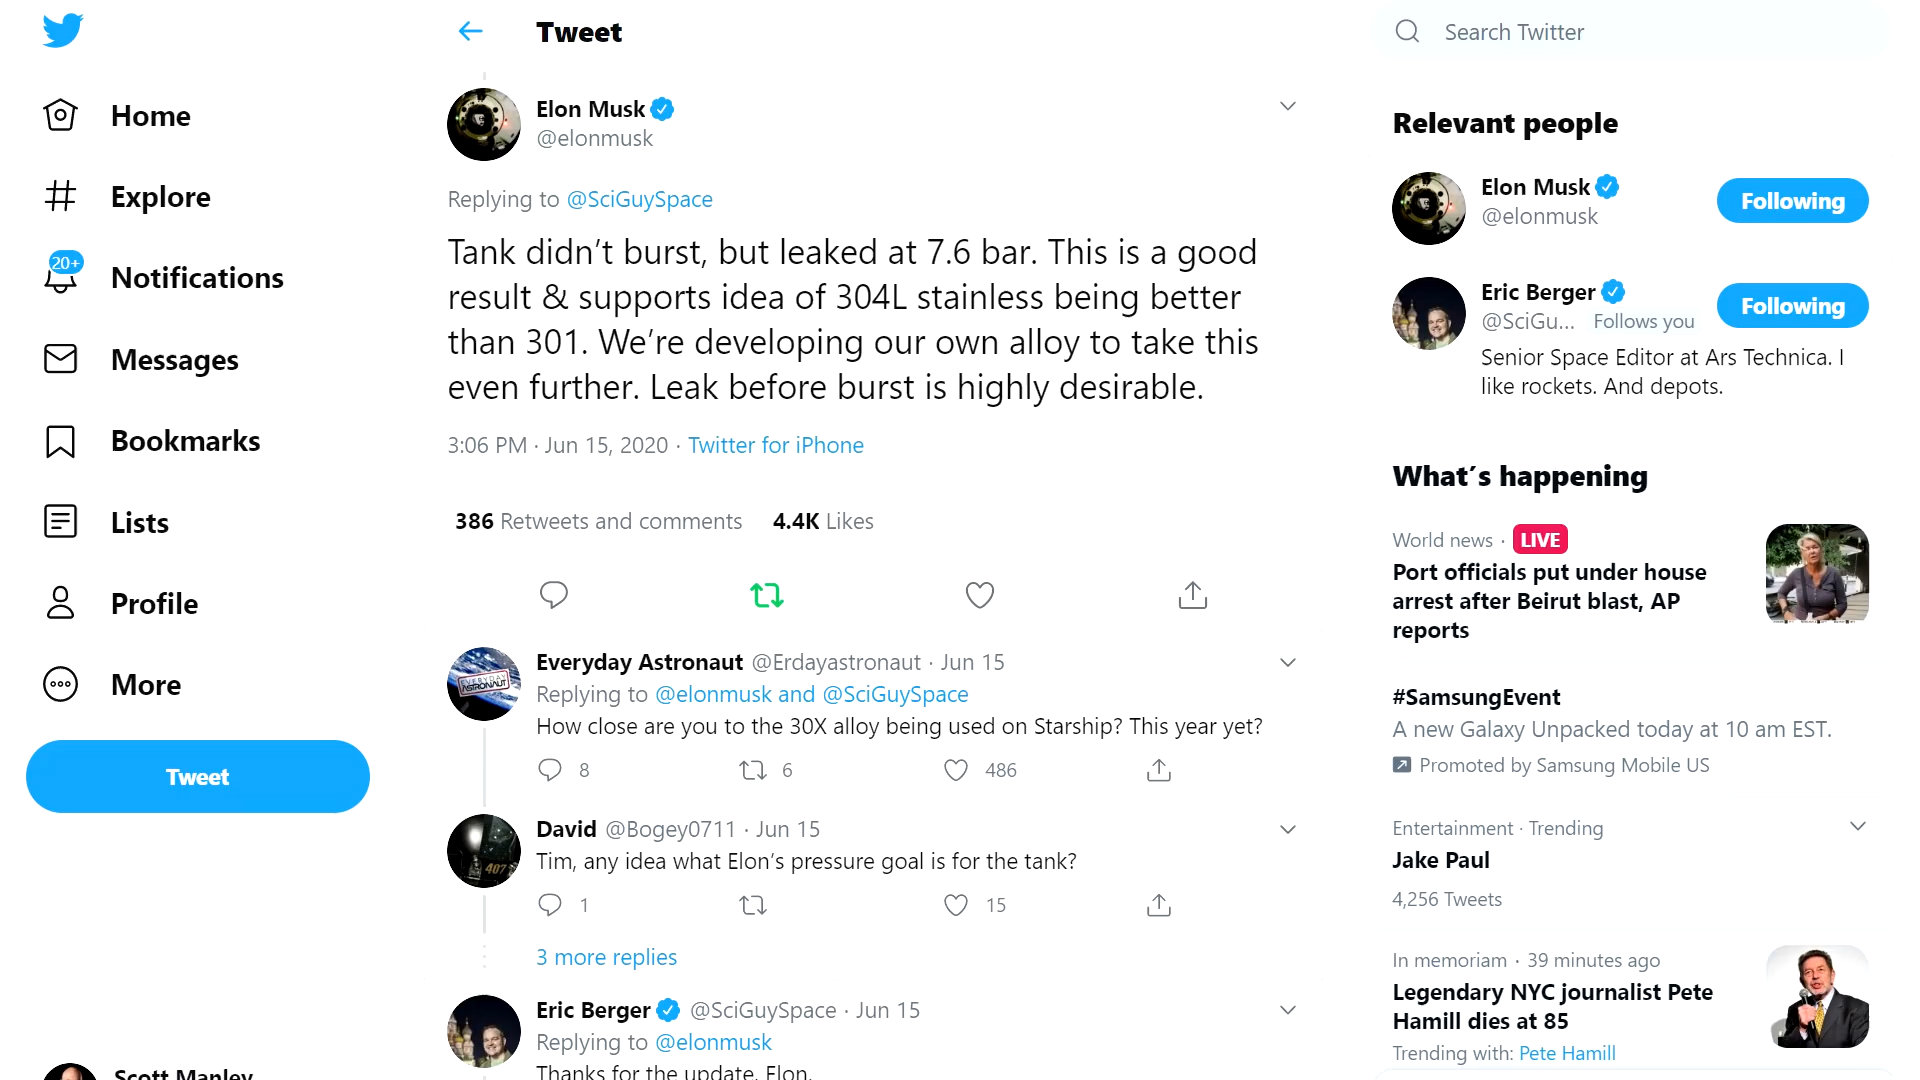 Home
Explore
20+
Notifications
Messages
Bookmarks
Lists
Profile
More
Tweet
Scott Manley
Tweet
Elon Musk
@elonmusk
Replying to @SciGuySpace
Tank didn’t burst, but leaked at 7.6 bar. This is a good
result & supports idea of 304L stainless being better
than 301. We’re developing our own alloy to take this
even further. Leak before burst is highly desirable.
3:06 PM · Jun 15, 2020 · Twitter for iPhone
386 Retweets and comments 4.4K Likes
EVERYDAY
ASTRONAUT
Everyday Astronaut @Erdayastronaut · Jun 15
Replying to @elonmusk and @SciGuySpace
How close are you to the 30X alloy being used on Starship? This year yet?
8 6 486
407
David @Bogey0711 · Jun 15
Tim, any idea what Elon’s pressure goal is for the tank?
1 15
3 more replies
Eric Berger @SciGuySpace · Jun 15
Replying to @elonmusk
Thanks for the update, Elon.
Search Twitter
Relevant people
Elon Musk
@elonmusk
Following
Eric Berger
@SciGu... Follows you
Following
Senior Space Editor at Ars Technica. I
like rockets. And depots.
What’s happening
World news · LIVE
Port officials put under house
arrest after Beirut blast, AP
reports
#SamsungEvent
A new Galaxy Unpacked today at 10 am EST.
Promoted by Samsung Mobile US
Entertainment · Trending
Jake Paul
4,256 Tweets
In memoriam · 39 minutes ago
Legendary NYC journalist Pete
Hamill dies at 85
Trending with: Pete Hamill